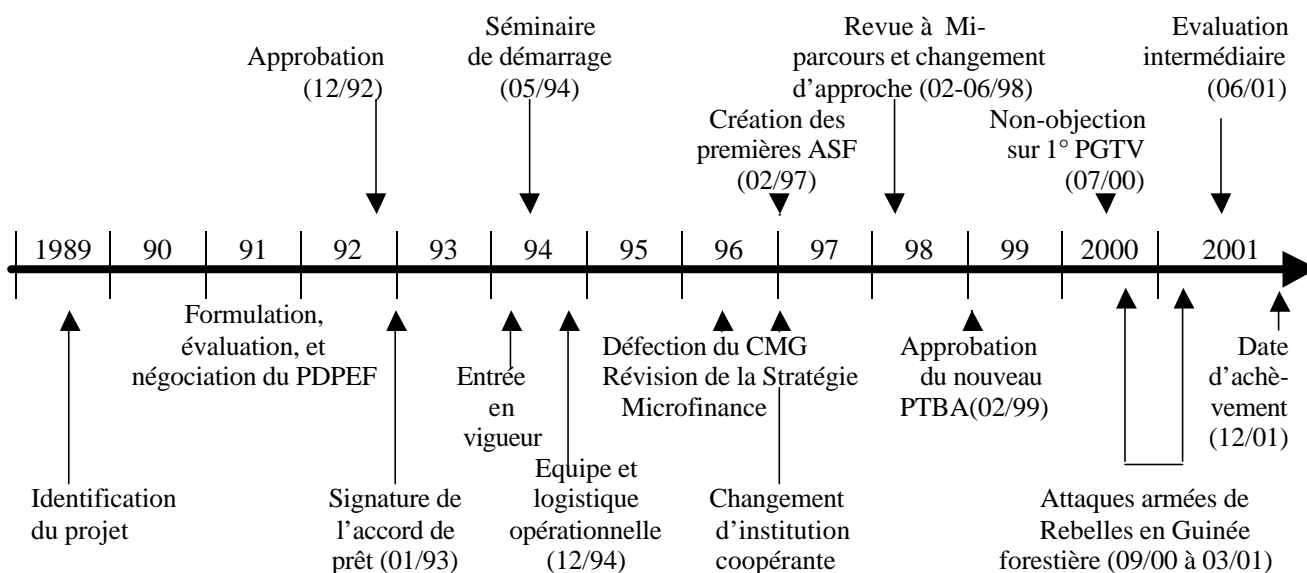 Approbation
(12/92)
Séminaire
de démarrage
(05/94)
Création des
premières ASF
(02/97)
Revue à Mi-
parcours et changement
d’approche (02-06/98)
Non-objection
sur 1° PGTV
(07/00)
Evaluation
intermédiaire
(06/01)
1989 90 91 92 93 94 95 96 97 98 99 2000 2001
Identification
du projet
Formulation,
évaluation, et
négociation du PDPEF
Signature de
l’accord de
prêt (01/93)
Entrée
en
vigueur
Equipe et
logistique
opérationnelle
(12/94)
Défection du CMG
Révision de la Stratégie
Microfinance
Changement
d’institution
coopérante
Approbation
du nouveau
PTBA(02/99)
Attaques armées de
Rebelles en Guinée
forestière (09/00 à 03/01)
Date
d’achè-
vement
(12/01)